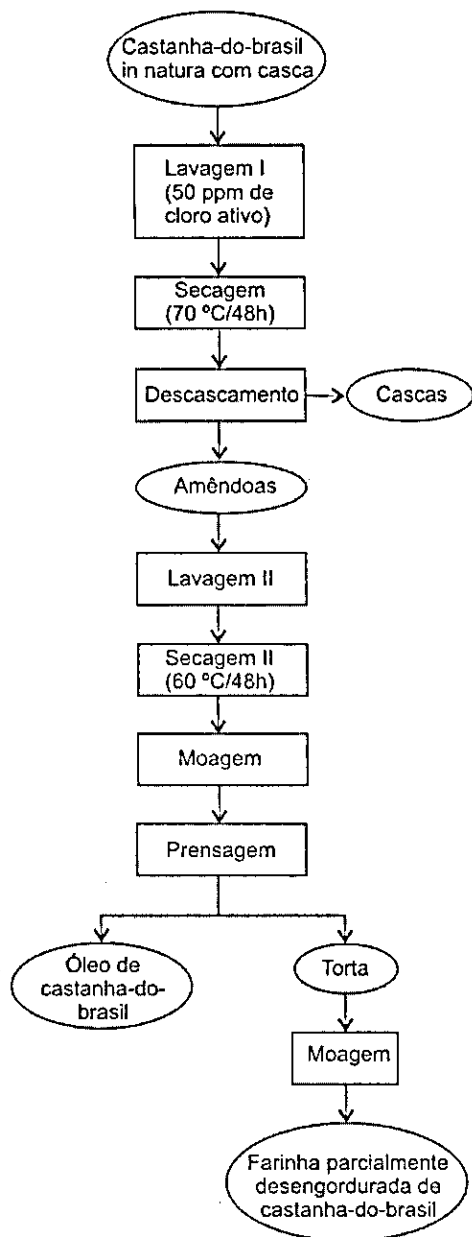 Castanha-do-brasil
in natura com casca
Lavagem I
(50 ppm de
cloro ativo)
Secagem
(70 ºC/48h)
Descascamento
Cascas
Amêndoas
Lavagem II
Secagem II
(60 ºC/48h)
Moagem
Prensagem
Óleo de
castanha-do-
brasil
Torta
Moagem
Farinha parcialmente
desengordurada de
castanha-do-brasil